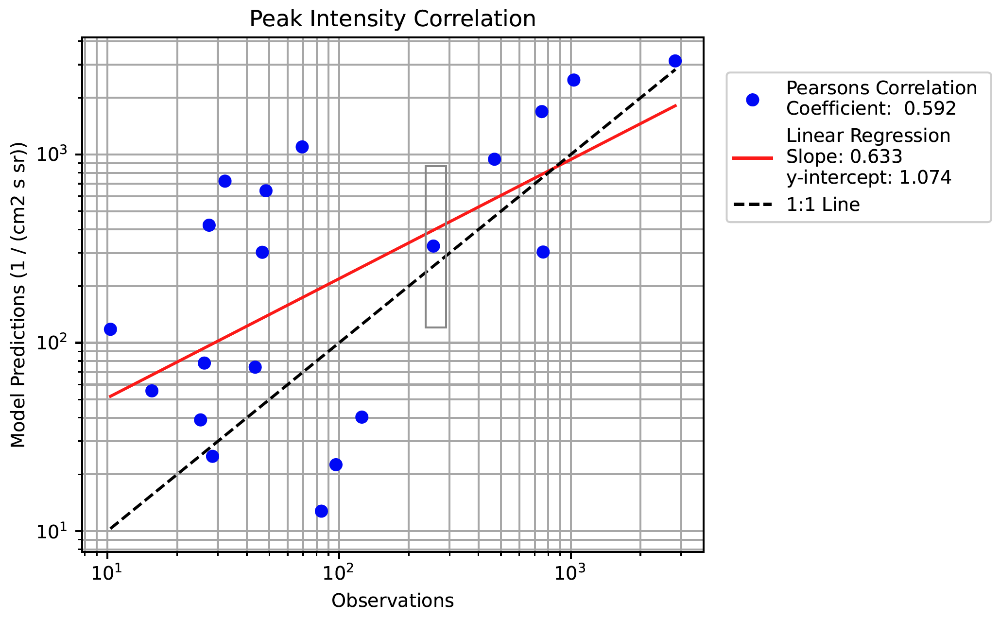 Peak Intensity Correlation
Model Predictions (1 / (cm2 s sr))
10³
10²
10¹
10¹
10²
10³
Observations
Pearsons Correlation
Coefficient:  0.592
Linear Regression
Slope: 0.633
y-intercept: 1.074
1:1 Line